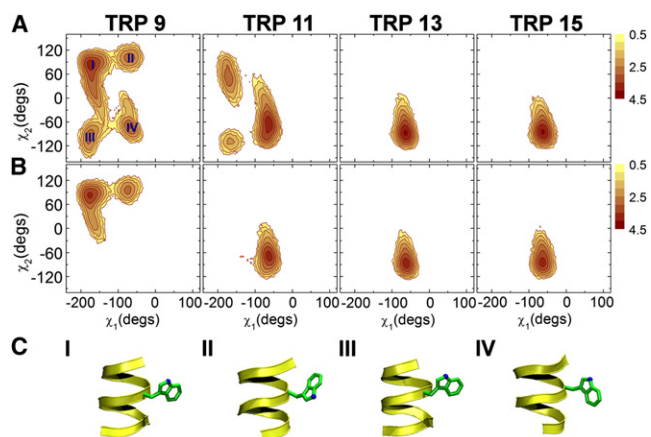 TRP 9 TRP 11 TRP 13 TRP 15
A
120
60
0
-60
-120
χ2(degs)
I II
III IV
0.5
2.5
4.5
B
120
60
0
-60
-120
χ2(degs)
0.5
2.5
4.5
-200 -100 0 100 -200 -100 0 100 -200 -100 0 100 -200 -100 0 100
χ1(degs) χ1(degs) χ1(degs) χ1(degs)
C I II III IV